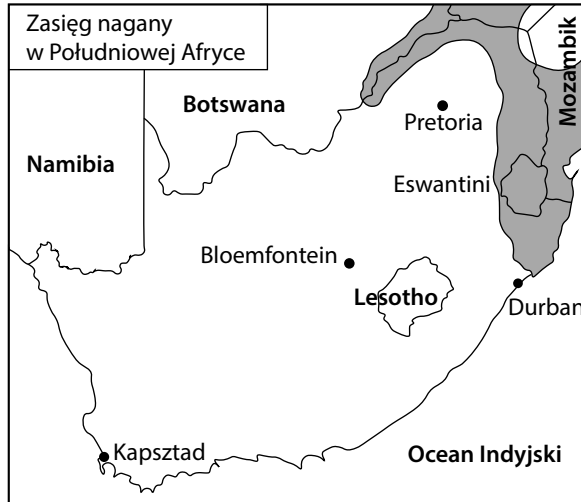 Zasięg nagany
w Południowej Afryce
Botswana
Mozambik
Pretoria
Namibia
Eswantini
Bloemfontein
Lesotho
Durban
Kapsztad
Ocean Indyjski